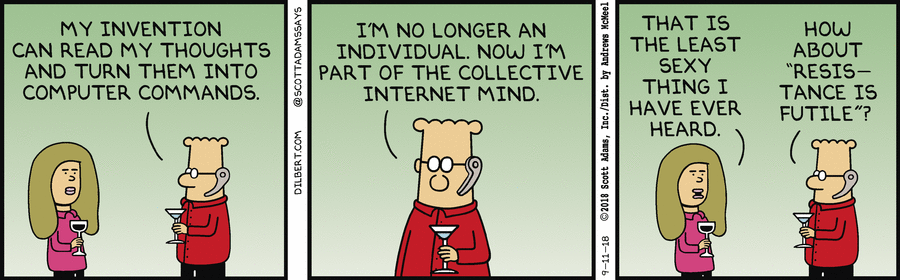 MY INVENTION
CAN READ MY THOUGHTS
AND TURN THEM INTO
COMPUTER COMMANDS.
DILBERT.COM @SCOTTADAMSSAYS
I'M NO LONGER AN
INDIVIDUAL. NOW I'M
PART OF THE COLLECTIVE
INTERNET MIND.
9-11-18 ©2018 Scott Adams, Inc./Dist. by Andrews McMeel
THAT IS
THE LEAST
SEXY
THING I
HAVE EVER
HEARD.
HOW
ABOUT
"RESIS–
TANCE IS
FUTILE"?